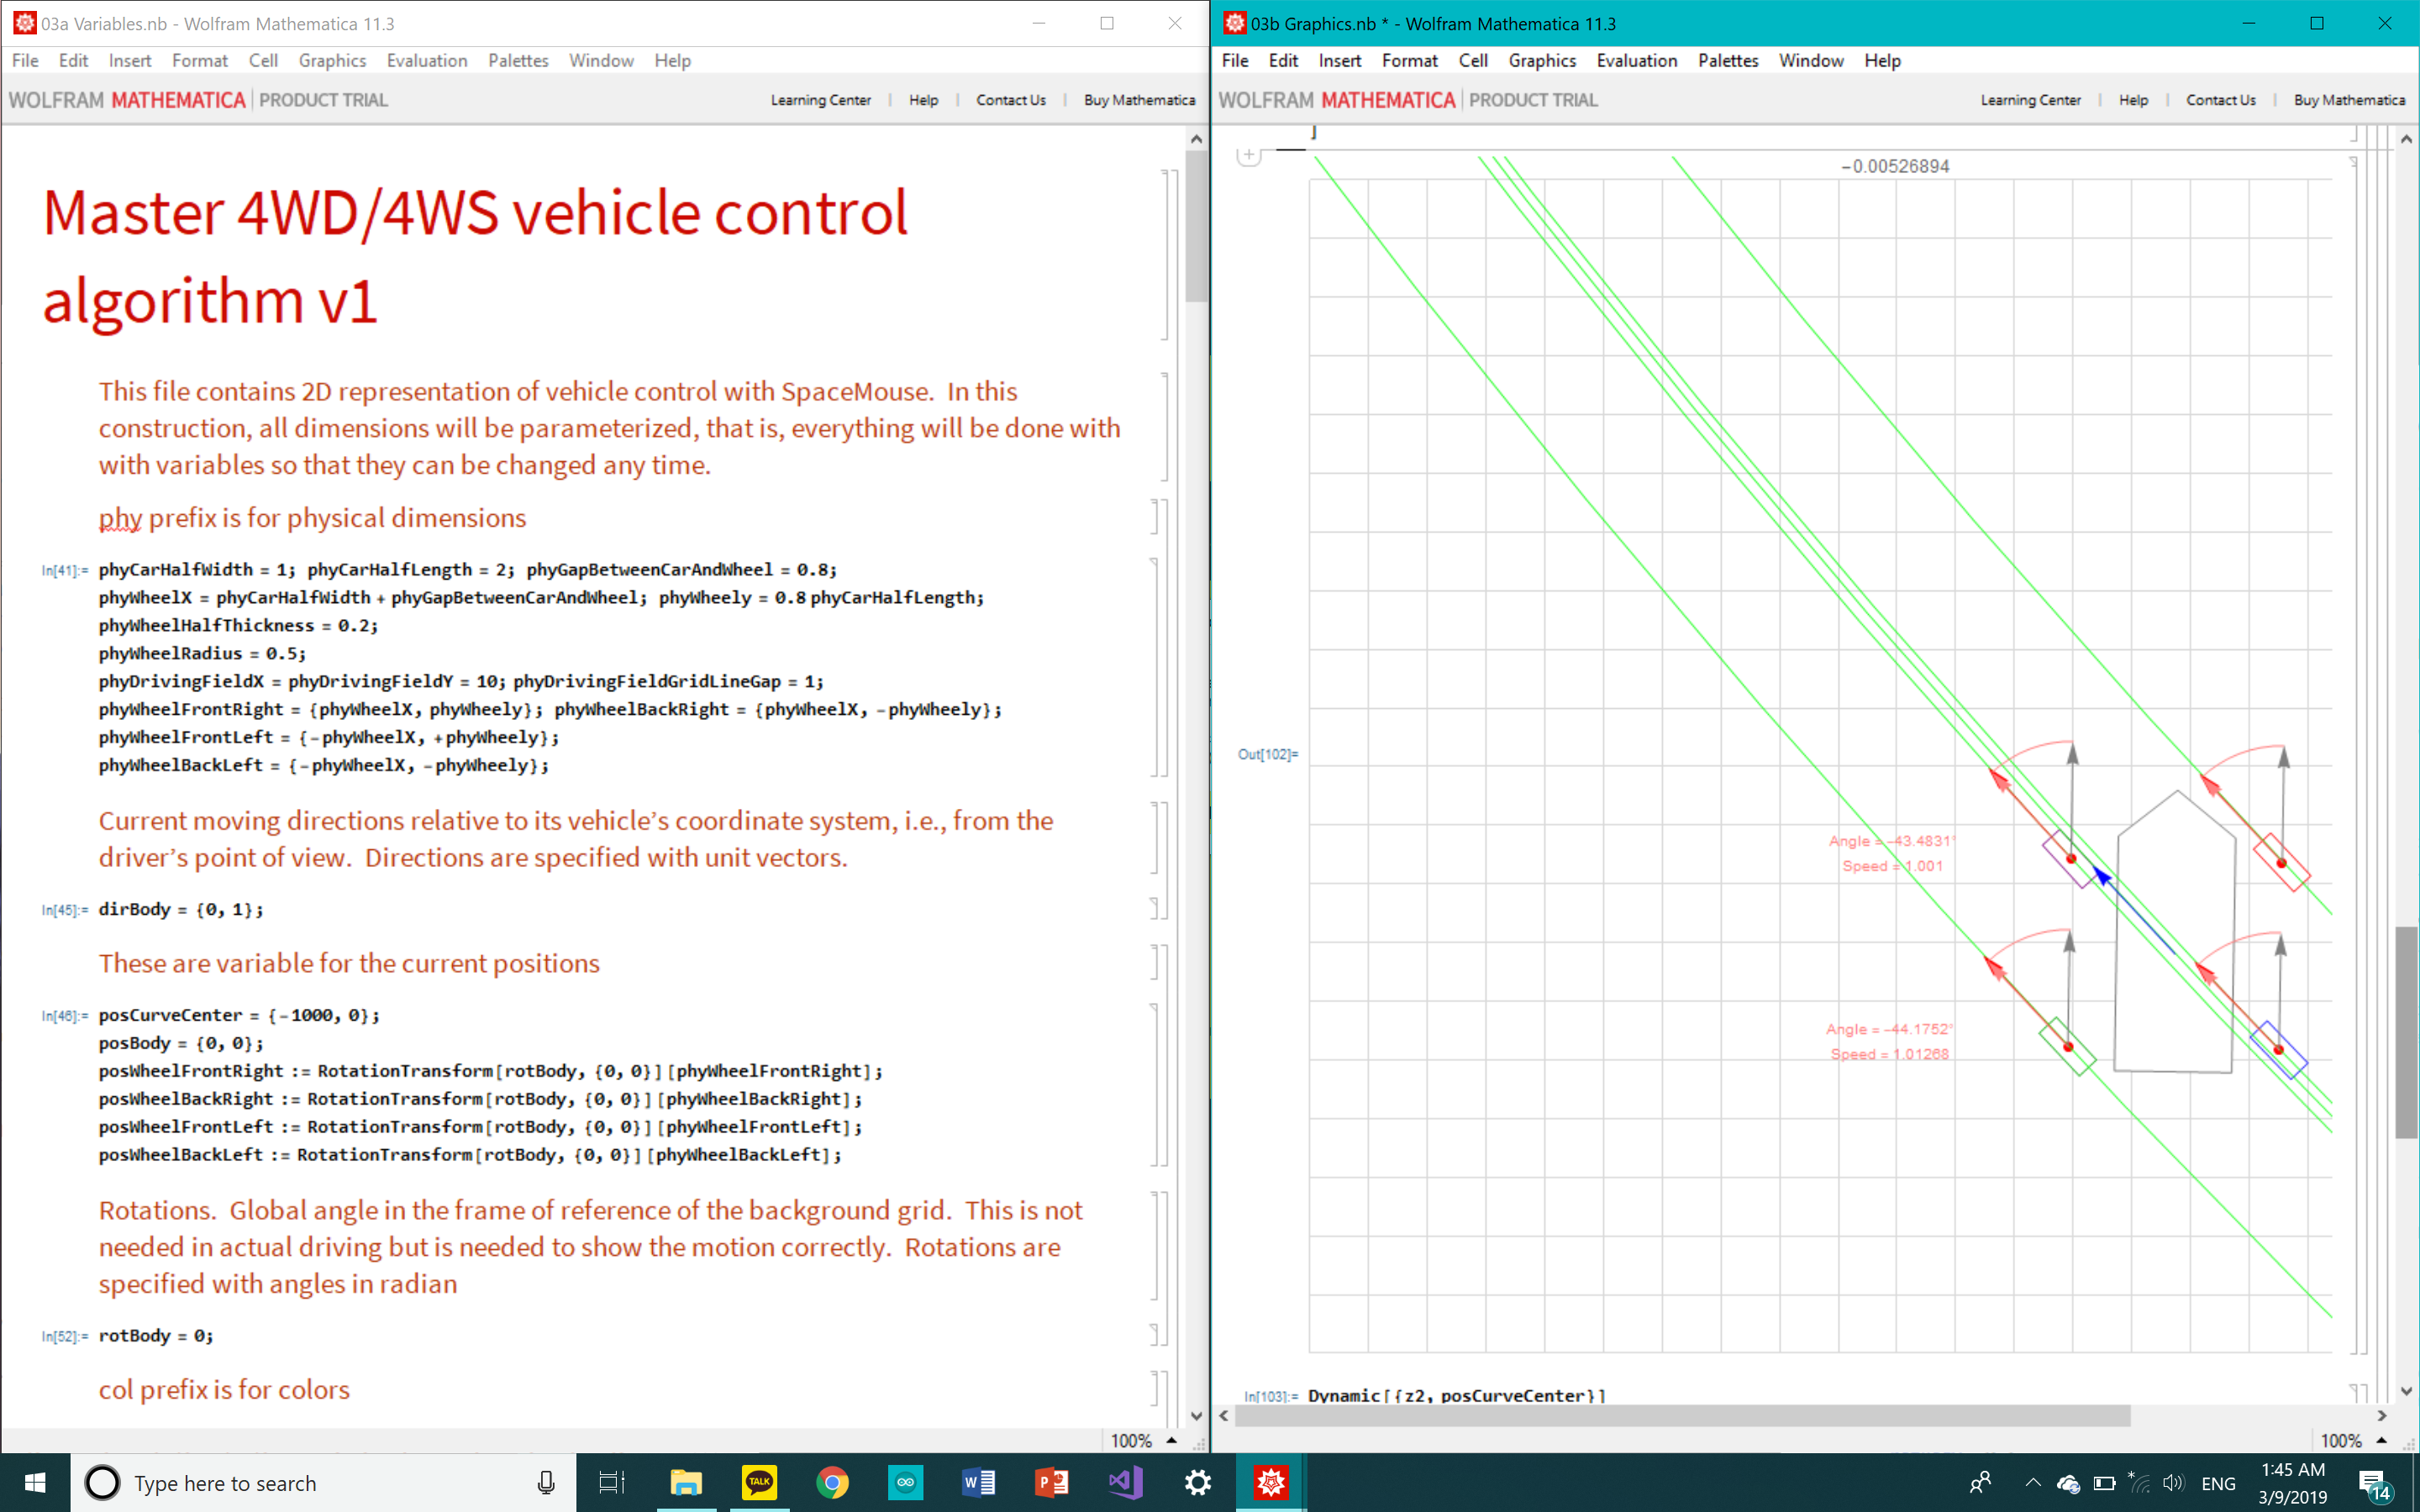 03a Variables.nb - Wolfram Mathematica 11.3
File Edit Insert Format Cell Graphics Evaluation Palettes Window Help
WOLFRAM MATHEMATICA | PRODUCT TRIAL
Learning Center | Help | Contact Us | Buy Mathematica
Master 4WD/4WS vehicle control
algorithm v1
This file contains 2D representation of vehicle control with SpaceMouse. In this
construction, all dimensions will be parameterized, that is, everything will be done with
with variables so that they can be changed any time.
phy prefix is for physical dimensions
In[41]:= phyCarHalfWidth = 1; phyCarHalfLength = 2; phyGapBetweenCarAndWheel = 0.8;
phyWheelX = phyCarHalfWidth + phyGapBetweenCarAndWheel; phyWheely = 0.8 phyCarHalfLength;
phyWheelHalfThickness = 0.2;
phyWheelRadius = 0.5;
phyDrivingFieldX = phyDrivingFieldY = 10; phyDrivingFieldGridLineGap = 1;
phyWheelFrontRight = {phyWheelX, phyWheely}; phyWheelBackRight = {phyWheelX, -phyWheely};
phyWheelFrontLeft = {-phyWheelX, +phyWheely};
phyWheelBackLeft = {-phyWheelX, -phyWheely};
Current moving directions relative to its vehicle's coordinate system, i.e., from the
driver's point of view. Directions are specified with unit vectors.
In[45]:= dirBody = {0, 1};
These are variable for the current positions
In[46]:= posCurveCenter = {-1000, 0};
posBody = {0, 0};
posWheelFrontRight := RotationTransform[rotBody, {0, 0}][phyWheelFrontRight];
posWheelBackRight := RotationTransform[rotBody, {0, 0}][phyWheelBackRight];
posWheelFrontLeft := RotationTransform[rotBody, {0, 0}][phyWheelFrontLeft];
posWheelBackLeft := RotationTransform[rotBody, {0, 0}][phyWheelBackLeft];
Rotations. Global angle in the frame of reference of the background grid. This is not
needed in actual driving but is needed to show the motion correctly. Rotations are
specified with angles in radian
In[52]:= rotBody = 0;
col prefix is for colors
100%
03b Graphics.nb * - Wolfram Mathematica 11.3
File Edit Insert Format Cell Graphics Evaluation Palettes Window Help
WOLFRAM MATHEMATICA | PRODUCT TRIAL
Learning Center | Help | Contact Us | Buy Mathematica
]
-0.00526894
Out[102]=
Angle = -43.4831°
Speed = 1.001
Angle = -44.1752°
Speed = 1.01268
In[103]:= Dynamic[{z2, posCurveCenter}]
100%
Type here to search
TALK
ENG
1:45 AM
3/9/2019
14